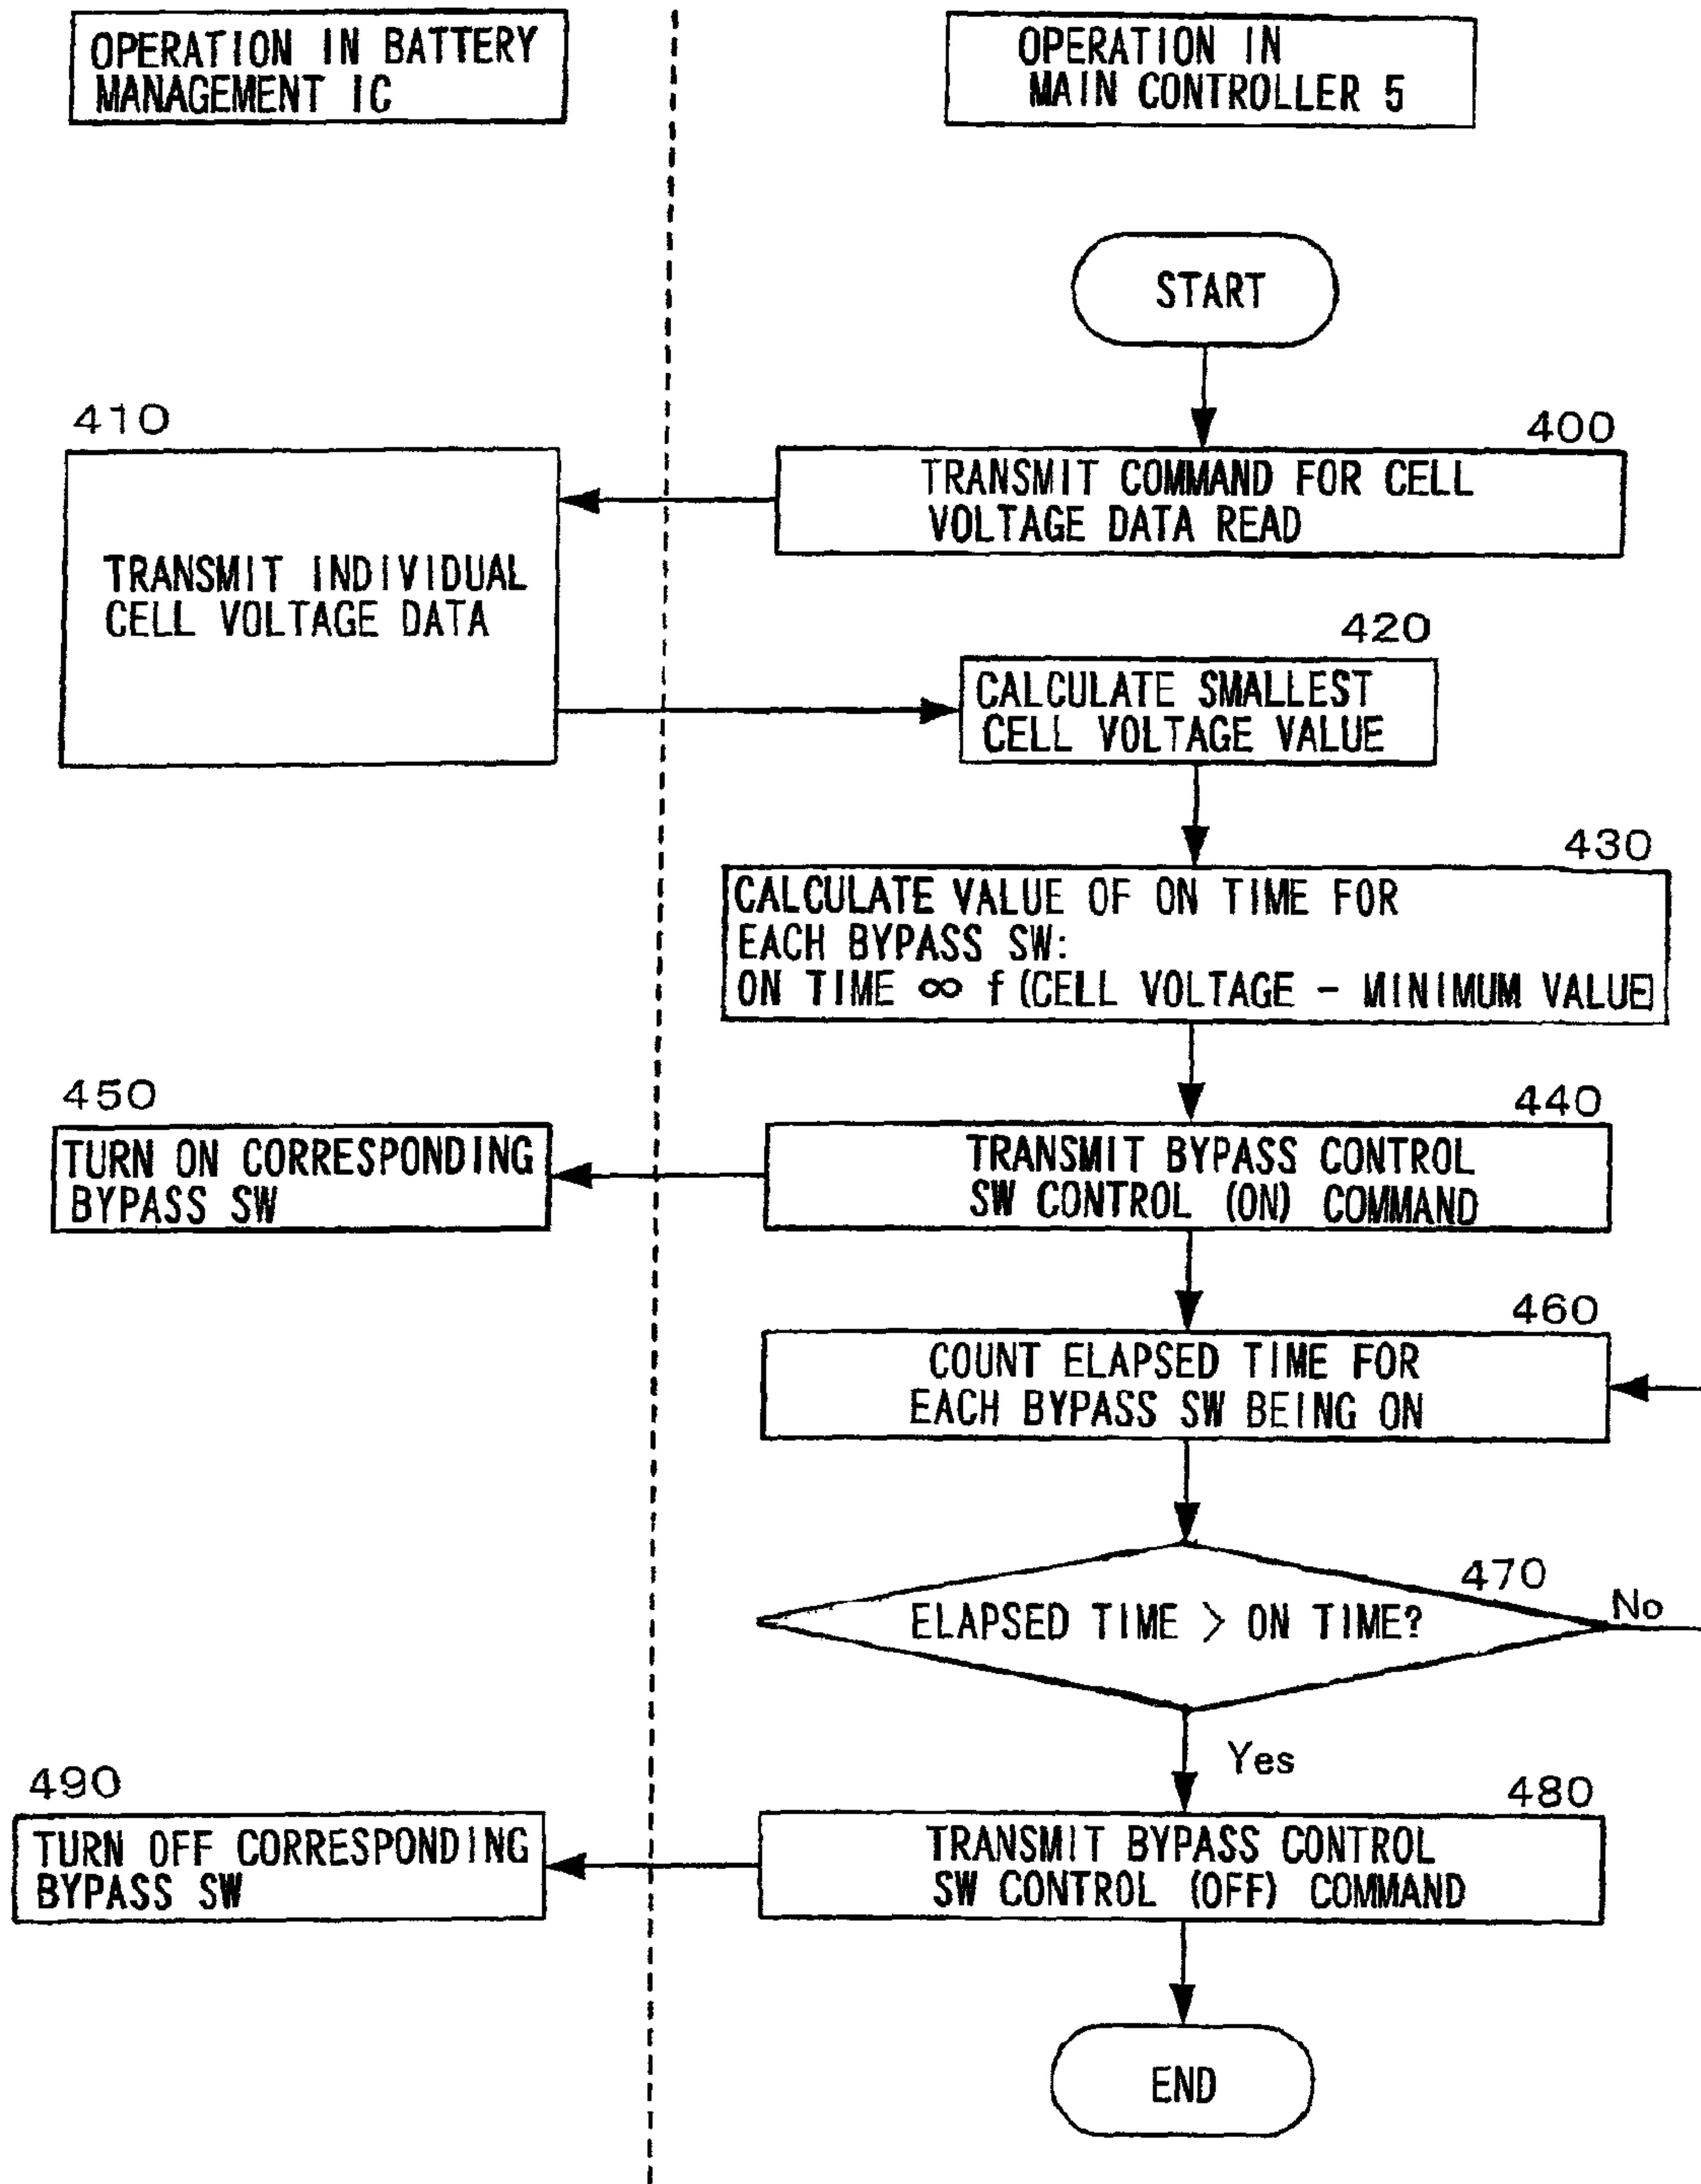 OPERATION IN BATTERY
MANAGEMENT IC
OPERATION IN
MAIN CONTROLLER 5
START
410
400
TRANSMIT COMMAND FOR CELL
VOLTAGE DATA READ
TRANSMIT INDIVIDUAL
CELL VOLTAGE DATA
420
CALCULATE SMALLEST
CELL VOLTAGE VALUE
430
CALCULATE VALUE OF ON TIME FOR
EACH BYPASS SW:
ON TIME ∞ f (CELL VOLTAGE - MINIMUM VALUE
450
TURN ON CORRESPONDING
BYPASS SW
440
TRANSMIT BYPASS CONTROL
SW CONTROL (ON) COMMAND
460
COUNT ELAPSED TIME FOR
EACH BYPASS SW BEING ON
470
ELAPSED TIME > ON TIME?
No
Yes
490
TURN OFF CORRESPONDING
BYPASS SW
480
TRANSMIT BYPASS CONTROL
SW CONTROL (OFF) COMMAND
END